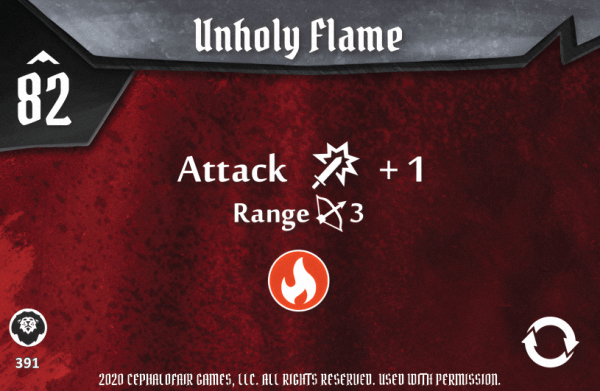 Unholy Flame
82
Attack + 1
Range 3
391
2020 CEPHALOFAIR GAMES, LLC. ALL RIGHTS RESERVED. USED WITH PERMISSION.